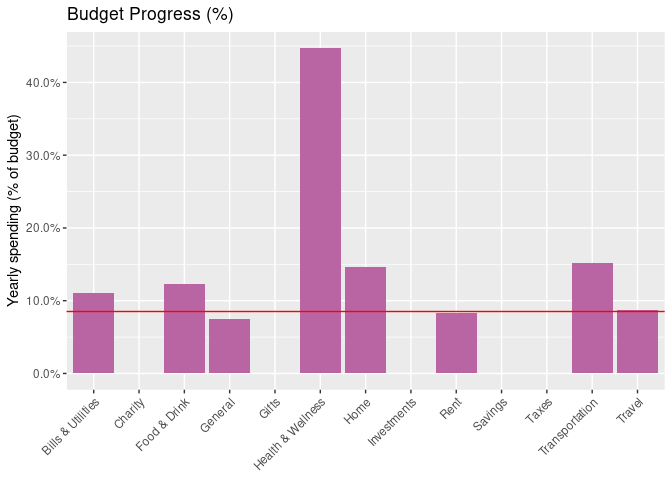 Budget Progress (%)
Yearly spending (% of budget)
40.0%
30.0%
20.0%
10.0%
0.0%
Bills & Utilities
Charity
Food & Drink
General
Gifts
Health & Wellness
Home
Investments
Rent
Savings
Taxes
Transportation
Travel